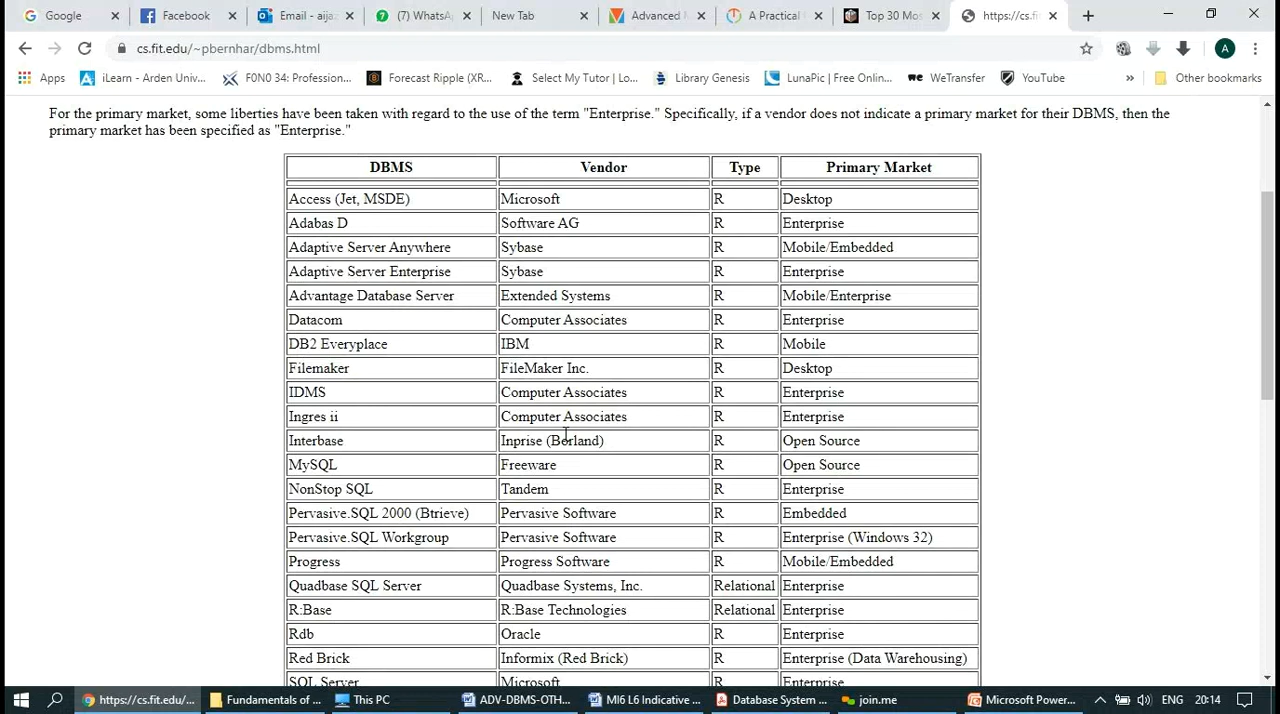 Google
Facebook
Email - aija
(7) WhatsA
New Tab
Advanced M
A Practical G
Top 30 Mos
https://cs.fi
cs.fit.edu/~pbernhar/dbms.html
A
Apps
iLearn - Arden Univ...
F0N0 34: Profession...
Forecast Ripple (XR...
Select My Tutor | Lo...
Library Genesis
LunaPic | Free Onlin...
WeTransfer
YouTube
»
Other bookmarks
For the primary market, some liberties have been taken with regard to the use of the term "Enterprise." Specifically, if a vendor does not indicate a primary market for their DBMS, then the
primary market has been specified as "Enterprise."
DBMS Vendor Type Primary Market
Access (Jet, MSDE) Microsoft R Desktop
Adabas D Software AG R Enterprise
Adaptive Server Anywhere Sybase R Mobile/Embedded
Adaptive Server Enterprise Sybase R Enterprise
Advantage Database Server Extended Systems R Mobile/Enterprise
Datacom Computer Associates R Enterprise
DB2 Everyplace IBM R Mobile
Filemaker FileMaker Inc. R Desktop
IDMS Computer Associates R Enterprise
Ingres ii Computer Associates R Enterprise
Interbase Inprise (Borland) R Open Source
MySQL Freeware R Open Source
NonStop SQL Tandem R Enterprise
Pervasive.SQL 2000 (Btrieve) Pervasive Software R Embedded
Pervasive.SQL Workgroup Pervasive Software R Enterprise (Windows 32)
Progress Progress Software R Mobile/Embedded
Quadbase SQL Server Quadbase Systems, Inc. Relational Enterprise
R:Base R:Base Technologies Relational Enterprise
Rdb Oracle R Enterprise
Red Brick Informix (Red Brick) R Enterprise (Data Warehousing)
SQL Server Microsoft R Enterprise
https://cs.fit.edu/...
Fundamentals of ...
This PC
ADV-DBMS-OTH...
MI6 L6 Indicative ...
Database System ...
join.me
Microsoft Power...
ENG
20:14